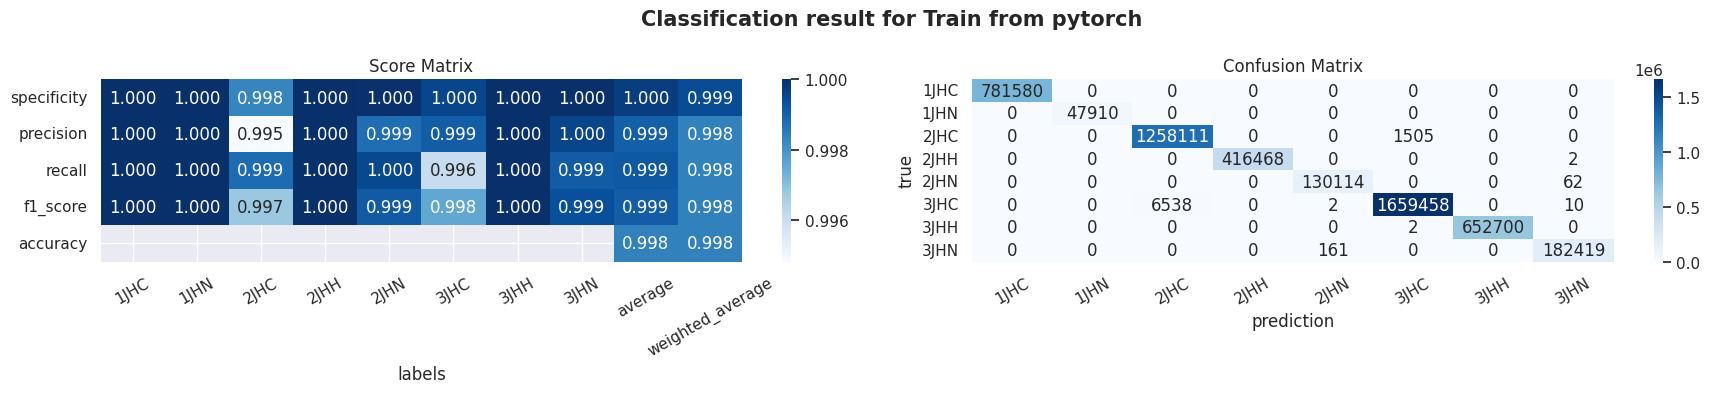 Classification result for Train from pytorch
Score Matrix
specificity 1.000 1.000 0.998 1.000 1.000 1.000 1.000 1.000 1.000 0.999
precision 1.000 1.000 0.995 1.000 0.999 0.999 1.000 1.000 0.999 0.998
recall 1.000 1.000 0.999 1.000 1.000 0.996 1.000 0.999 0.999 0.998
f1_score 1.000 1.000 0.997 1.000 0.999 0.998 1.000 0.999 0.999 0.998
accuracy 0.998 0.998
1JHC 1JHN 2JHC 2JHH 2JHN 3JHC 3JHH 3JHN average weighted_average
labels
1.000
0.998
0.996
Confusion Matrix
true
1JHC 781580 0 0 0 0 0 0 0
1JHN 0 47910 0 0 0 0 0 0
2JHC 0 0 1258111 0 0 1505 0 0
2JHH 0 0 0 416468 0 0 0 2
2JHN 0 0 0 0 130114 0 0 62
3JHC 0 0 6538 0 2 1659458 0 10
3JHH 0 0 0 0 0 2 652700 0
3JHN 0 0 0 0 161 0 0 182419
1JHC 1JHN 2JHC 2JHH 2JHN 3JHC 3JHH 3JHN
prediction
1e6
1.5
1.0
0.5
0.0